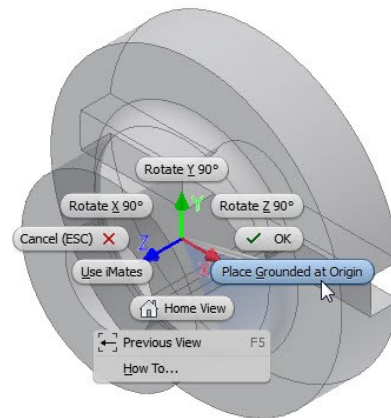 Rotate Y 90°
Rotate X 90°
Rotate Z 90°
Y
Cancel (ESC)
Z
OK
Use iMates
X
Place Grounded at Origin
Home View
Previous View F5
How To...